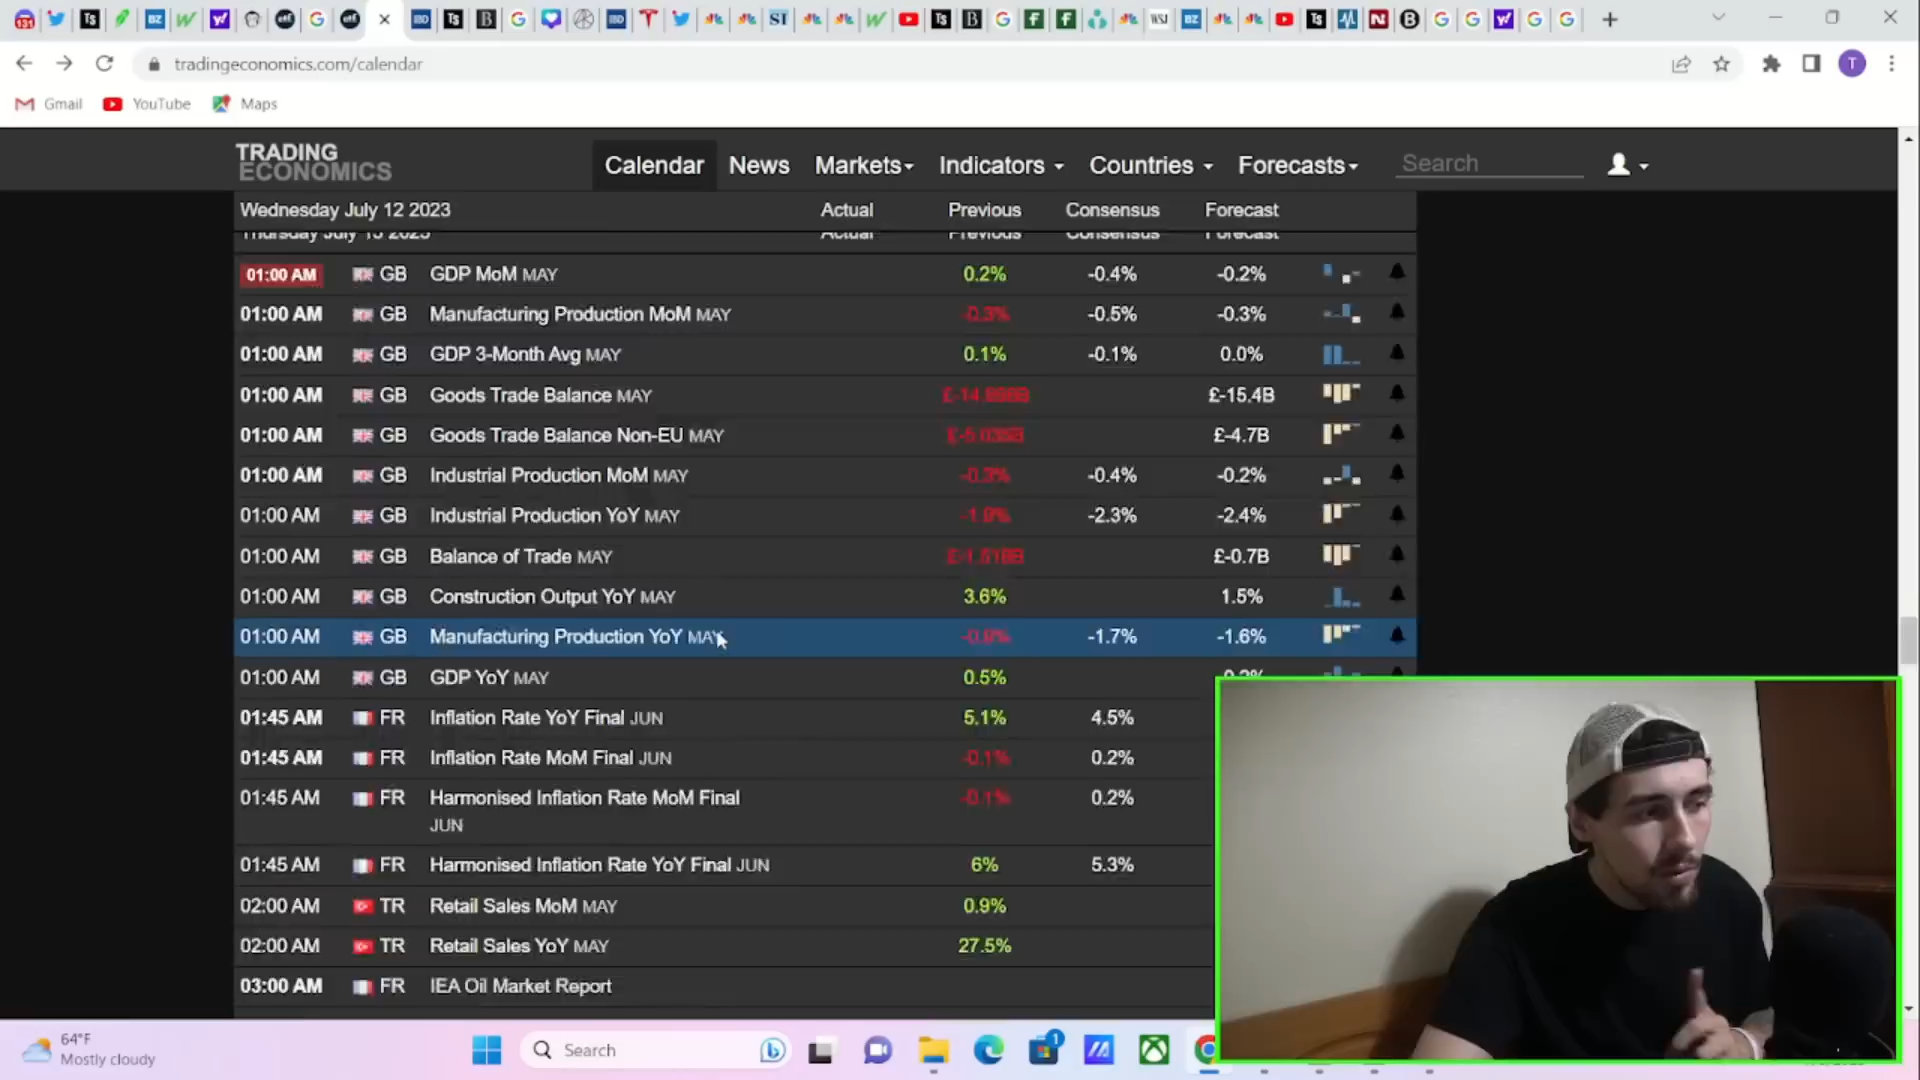 tradingeconomics.com/calendar
T
Gmail YouTube Maps
TRADING
ECONOMICS
Calendar News Markets Indicators Countries Forecasts Search
Wednesday July 12 2023 Actual Previous Consensus Forecast
01:00 AM GB GDP MoM MAY 0.2% -0.4% -0.2%
01:00 AM GB Manufacturing Production MoM MAY -0.3% -0.5% -0.3%
01:00 AM GB GDP 3-Month Avg MAY 0.1% -0.1% 0.0%
01:00 AM GB Goods Trade Balance MAY £-15.4B
01:00 AM GB Goods Trade Balance Non-EU MAY £-4.7B
01:00 AM GB Industrial Production MoM MAY -0.3% -0.4% -0.2%
01:00 AM GB Industrial Production YoY MAY -2.3% -2.4%
01:00 AM GB Balance of Trade MAY £-0.7B
01:00 AM GB Construction Output YoY MAY 3.6% 1.5%
01:00 AM GB Manufacturing Production YoY MAY -1.7% -1.6%
01:00 AM GB GDP YoY MAY 0.5%
01:45 AM FR Inflation Rate YoY Final JUN 5.1% 4.5%
01:45 AM FR Inflation Rate MoM Final JUN -0.1% 0.2%
01:45 AM FR Harmonised Inflation Rate MoM Final -0.1% 0.2%
JUN
01:45 AM FR Harmonised Inflation Rate YoY Final JUN 6% 5.3%
02:00 AM TR Retail Sales MoM MAY 0.9%
02:00 AM TR Retail Sales YoY MAY 27.5%
03:00 AM FR IEA Oil Market Report
64°F
Mostly cloudy
Search
1